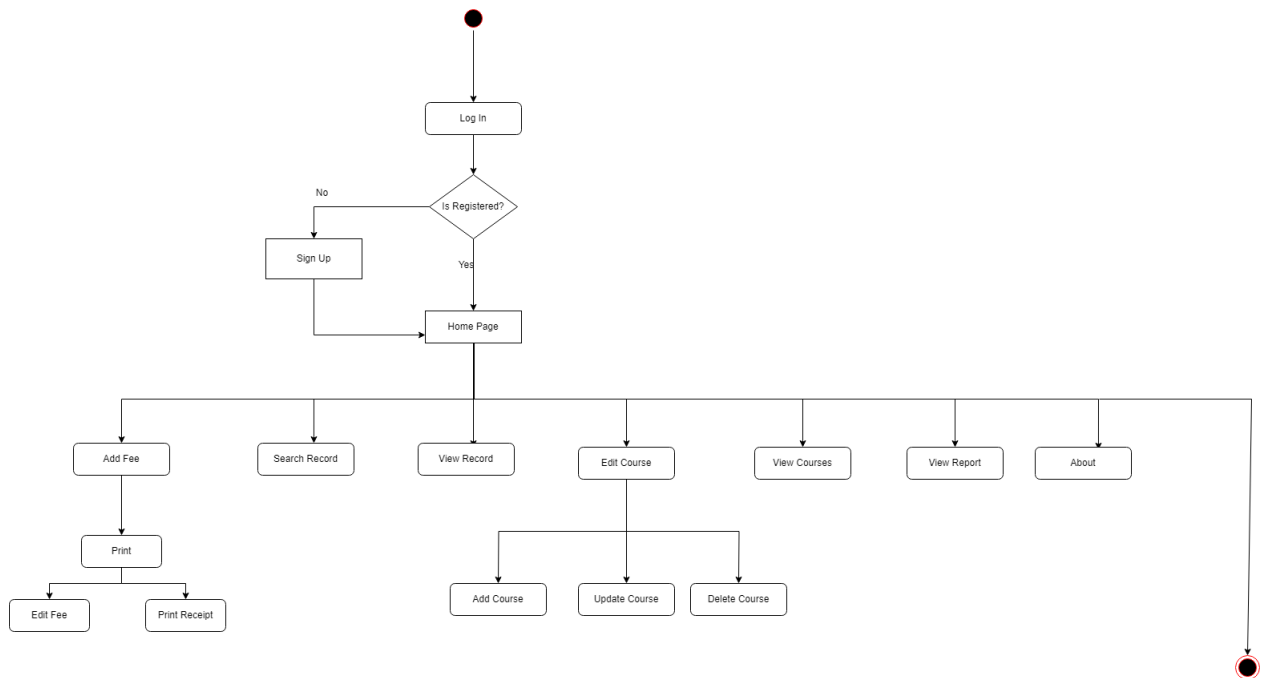 Log In
Is Registered?
No
Sign Up
Yes
Home Page
Add Fee
Search Record
View Record
Edit Course
View Courses
View Report
About
Print
Edit Fee
Print Receipt
Add Course
Update Course
Delete Course